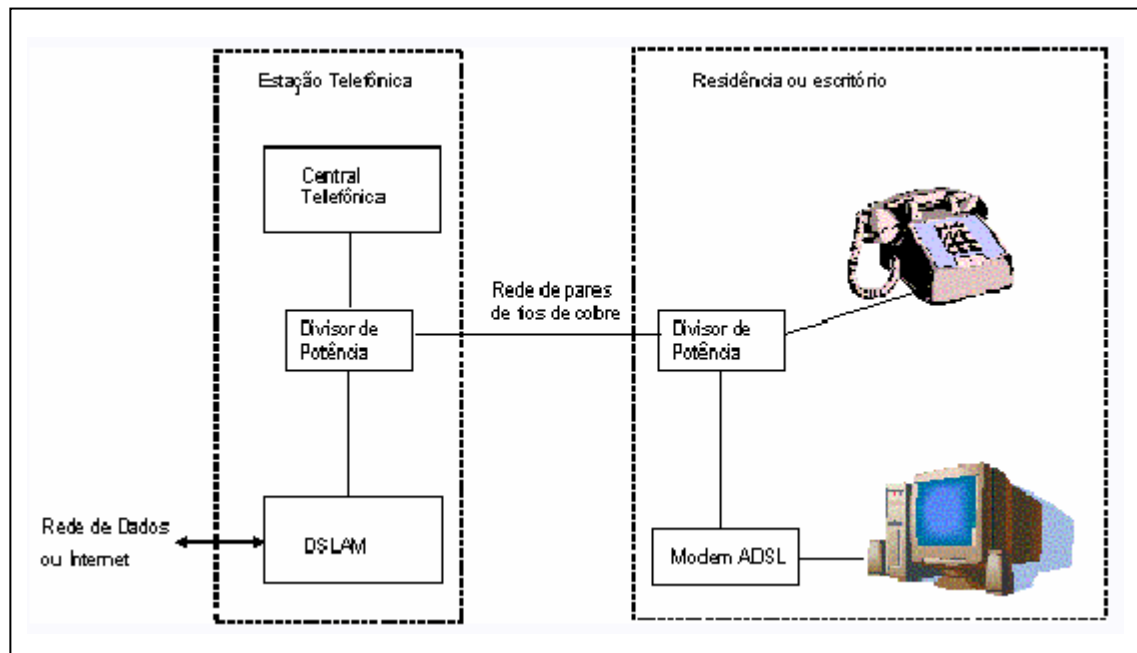 Estação Telefônica
Residência ou escritório
Central
Telefônica
Rede de pares
de fios de cobre
Divisor de
Potência
Divisor de
Potência
Rede de Dados
ou Internet
DSLAM
Modem ADSL